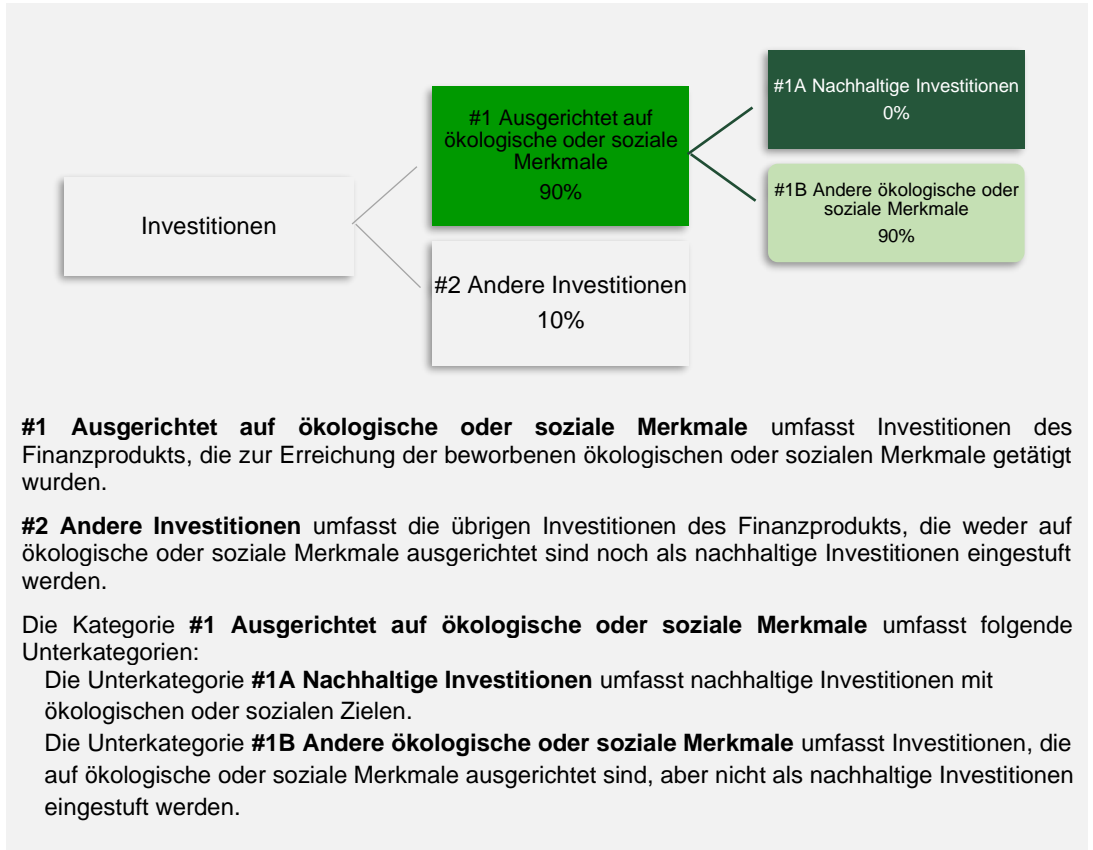 Investitionen
#1 Ausgerichtet auf
ökologische oder soziale
Merkmale
90%
#2 Andere Investitionen
10%
#1A Nachhaltige Investitionen
0%
#1B Andere ökologische oder
soziale Merkmale
90%
#1 Ausgerichtet auf ökologische oder soziale Merkmale umfasst Investitionen des
Finanzprodukts, die zur Erreichung der beworbenen ökologischen oder sozialen Merkmale getätigt
wurden.
#2 Andere Investitionen umfasst die übrigen Investitionen des Finanzprodukts, die weder auf
ökologische oder soziale Merkmale ausgerichtet sind noch als nachhaltige Investitionen eingestuft
werden.
Die Kategorie #1 Ausgerichtet auf ökologische oder soziale Merkmale umfasst folgende
Unterkategorien:
Die Unterkategorie #1A Nachhaltige Investitionen umfasst nachhaltige Investitionen mit
ökologischen oder sozialen Zielen.
Die Unterkategorie #1B Andere ökologische oder soziale Merkmale umfasst Investitionen, die
auf ökologische oder soziale Merkmale ausgerichtet sind, aber nicht als nachhaltige Investitionen
eingestuft werden.